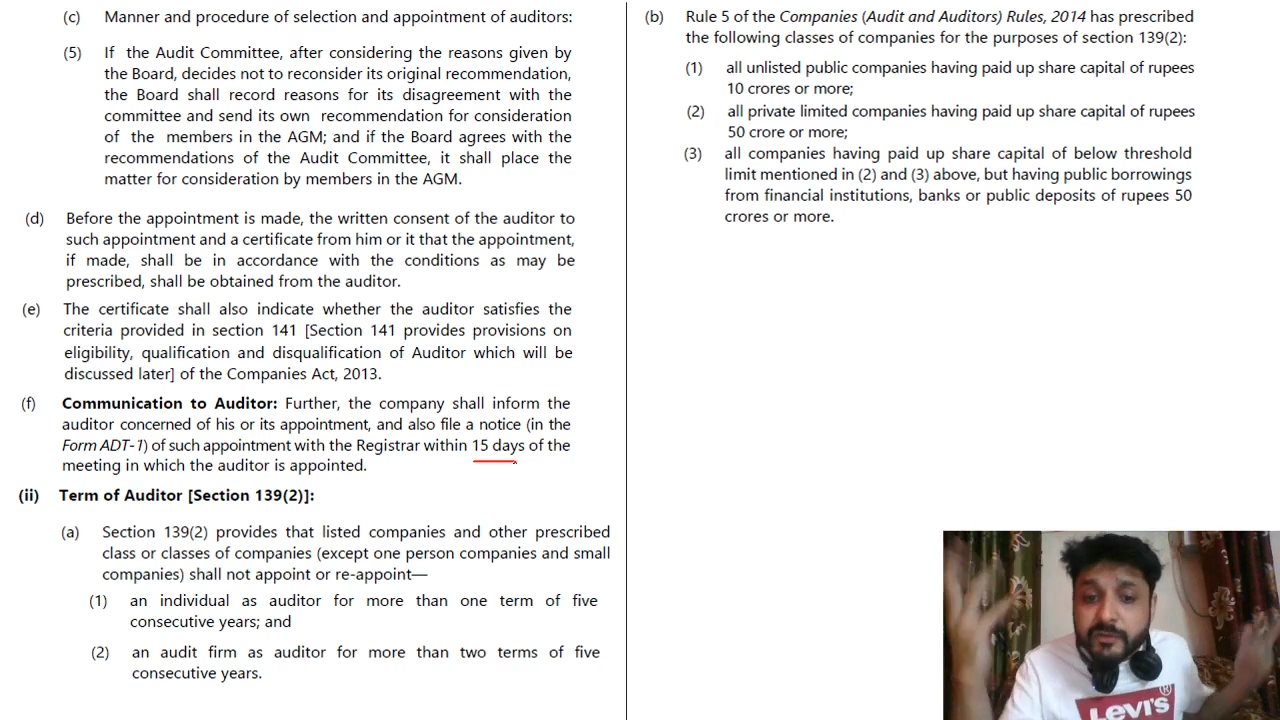 (c) Manner and procedure of selection and appointment of auditors:
(5) If the Audit Committee, after considering the reasons given by
the Board, decides not to reconsider its original recommendation,
the Board shall record reasons for its disagreement with the
committee and send its own recommendation for consideration
of the members in the AGM; and if the Board agrees with the
recommendations of the Audit Committee, it shall place the
matter for consideration by members in the AGM.
(d) Before the appointment is made, the written consent of the auditor to
such appointment and a certificate from him or it that the appointment,
if made, shall be in accordance with the conditions as may be
prescribed, shall be obtained from the auditor.
(e) The certificate shall also indicate whether the auditor satisfies the
criteria provided in section 141 [Section 141 provides provisions on
eligibility, qualification and disqualification of Auditor which will be
discussed later] of the Companies Act, 2013.
(f) Communication to Auditor: Further, the company shall inform the
auditor concerned of his or its appointment, and also file a notice (in the
Form ADT-1) of such appointment with the Registrar within 15 days of the
meeting in which the auditor is appointed.
(ii) Term of Auditor [Section 139(2)]:
(a) Section 139(2) provides that listed companies and other prescribed
class or classes of companies (except one person companies and small
companies) shall not appoint or re-appoint—
(1) an individual as auditor for more than one term of five
consecutive years; and
(2) an audit firm as auditor for more than two terms of five
consecutive years.
(b) Rule 5 of the Companies (Audit and Auditors) Rules, 2014 has prescribed
the following classes of companies for the purposes of section 139(2):
(1) all unlisted public companies having paid up share capital of rupees
10 crores or more;
(2) all private limited companies having paid up share capital of rupees
50 crore or more;
(3) all companies having paid up share capital of below threshold
limit mentioned in (2) and (3) above, but having public borrowings
from financial institutions, banks or public deposits of rupees 50
crores or more.
Levi's®